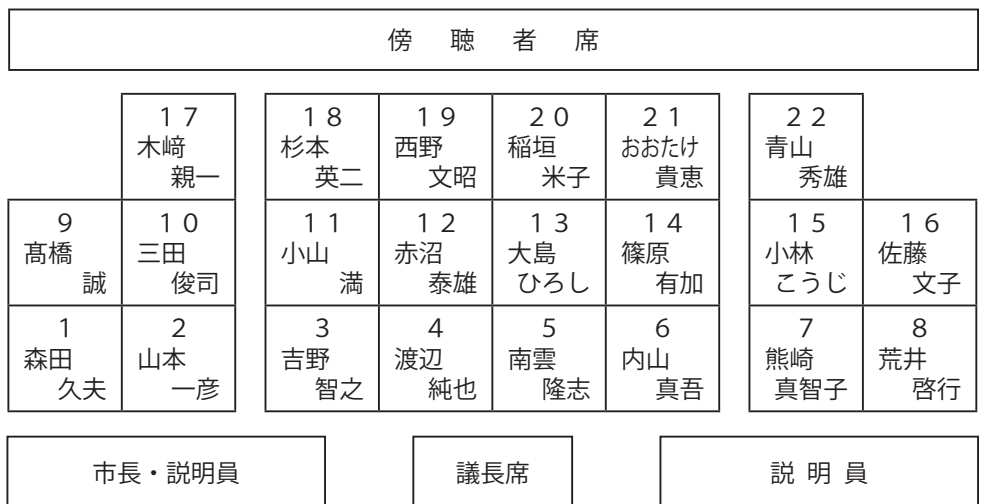 傍聴者席
17 18 19 20 21 22
木﨑 杉本 西野 稲垣 おおたけ 青山
親一 英二 文昭 米子 貴恵 秀雄
9 10 11 12 13 14 15 16
髙橋 三田 小山 赤沼 大島 篠原 小林 佐藤
誠 俊司 満 泰雄 ひろし 有加 こうじ 文子
1 2 3 4 5 6 7 8
森田 山本 吉野 渡辺 南雲 内山 熊崎 荒井
久夫 一彦 智之 純也 隆志 真吾 真智子 啓行
市長・説明員 議長席 説明員